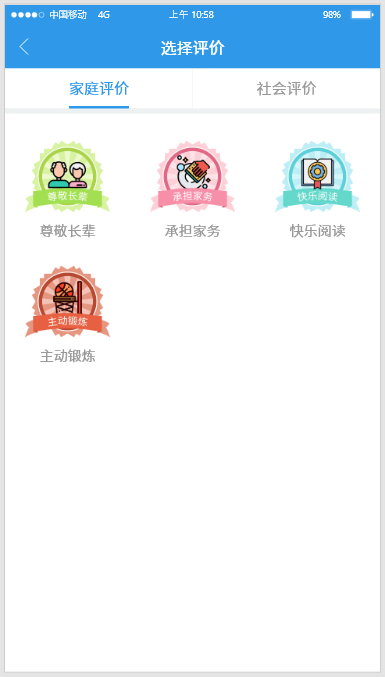 中国移动 4G 上午 10:58 98%
选择评价
家庭评价 社会评价
尊敬长辈 承担家务 快乐阅读
尊敬长辈 承担家务 快乐阅读
主动锻炼
主动锻炼